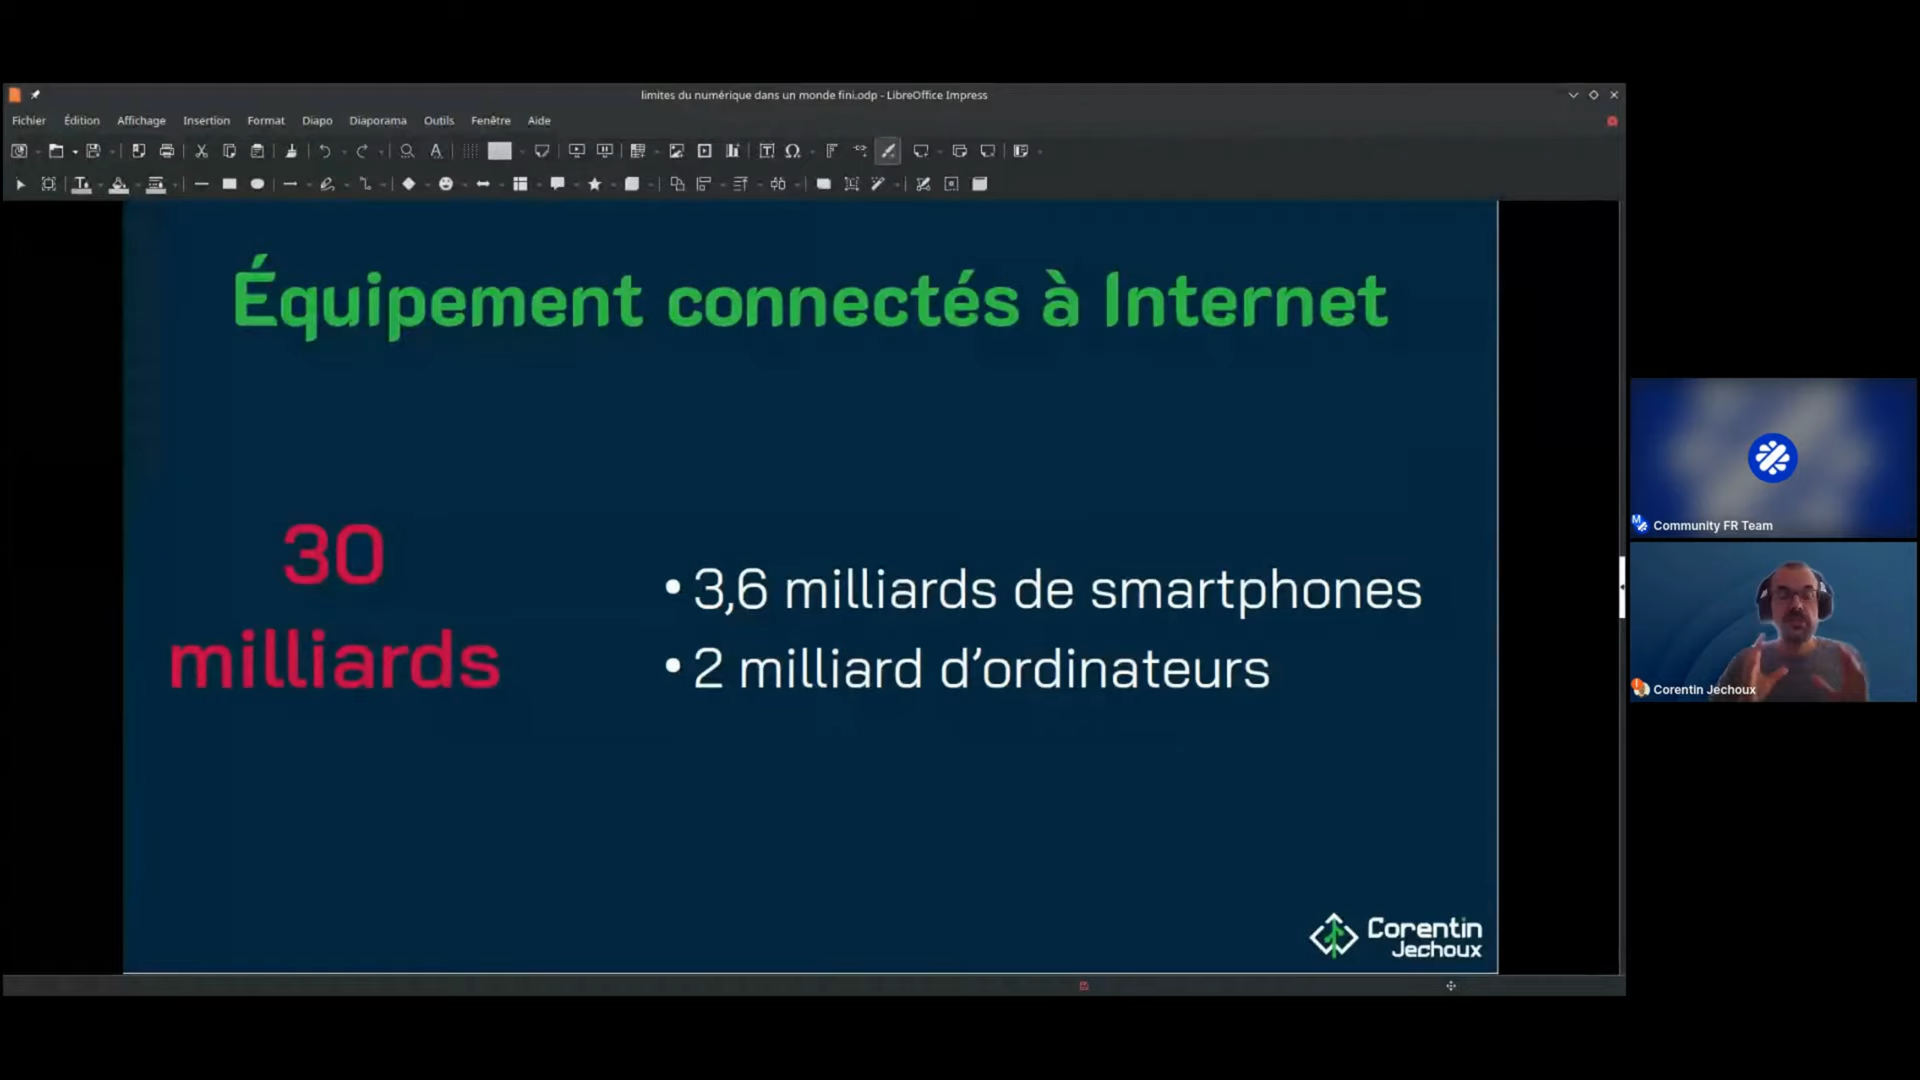 limites du numérique dans un monde fini.odp - LibreOffice Impress
Fichier Édition Affichage Insertion Format Diapo Diaporama Outils Fenêtre Aide
Équipement connectés à Internet
30
milliards
• 3,6 milliards de smartphones
• 2 milliard d’ordinateurs
Corentin
Jechoux
Community FR Team
Corentin Jechoux